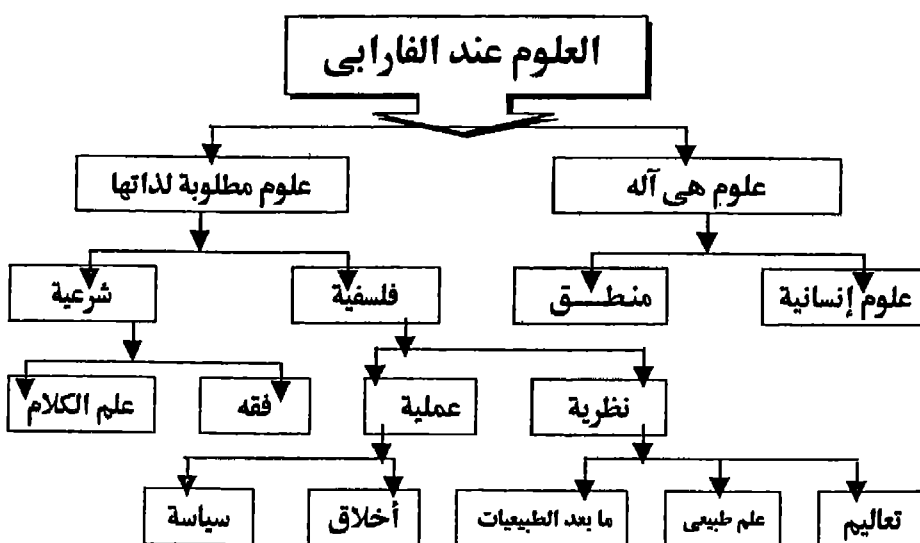 العلوم عند الفارابى
علوم هى آله
علوم مطلوبة لذاتها
علوم إنسانية
منطــق
فلسفية
شرعية
نظرية
عملية
فقه
علم الكلام
تعاليم
علم طبيعى
ما بعد الطبيعيات
أخلاق
سياسة